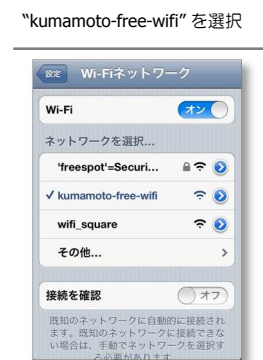 “kumamoto-free-wifi” を選択
設定
Wi-Fiネットワーク
Wi-Fi
オン
ネットワークを選択...
'freespot'=Securi...
✓ kumamoto-free-wifi
wifi_square
その他...
接続を確認
オフ
既知のネットワークに自動的に接続され
ます。既知のネットワークに接続できな
い場合は、手動でネットワークを選択す
る必要があります